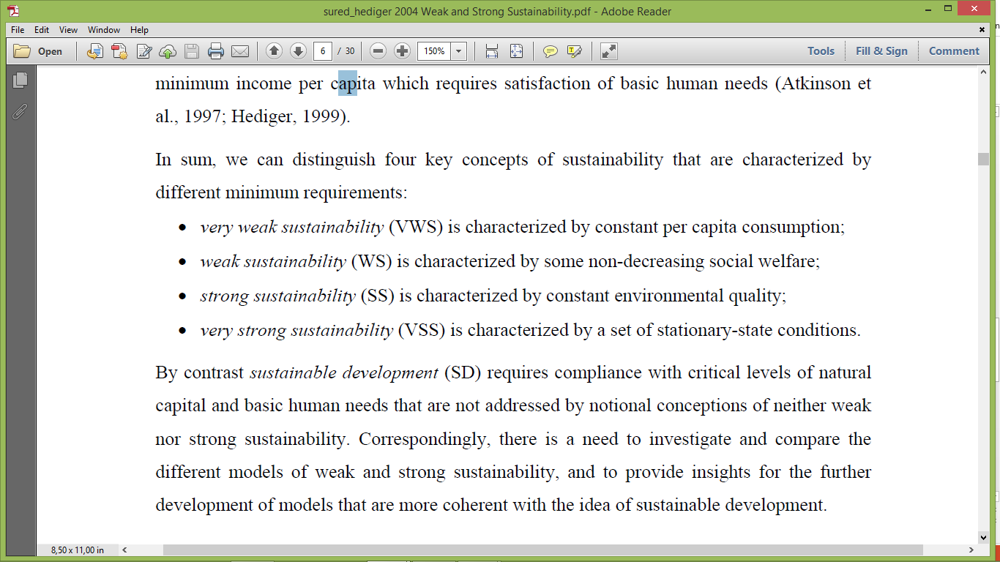 sured_hediger 2004 Weak and Strong Sustainability.pdf - Adobe Reader
File Edit View Window Help
Open 6 / 30 150% Tools Fill & Sign Comment
minimum income per capita which requires satisfaction of basic human needs (Atkinson et
al., 1997; Hediger, 1999).
In sum, we can distinguish four key concepts of sustainability that are characterized by
different minimum requirements:
• very weak sustainability (VWS) is characterized by constant per capita consumption;
• weak sustainability (WS) is characterized by some non-decreasing social welfare;
• strong sustainability (SS) is characterized by constant environmental quality;
• very strong sustainability (VSS) is characterized by a set of stationary-state conditions.
By contrast sustainable development (SD) requires compliance with critical levels of natural
capital and basic human needs that are not addressed by notional conceptions of neither weak
nor strong sustainability. Correspondingly, there is a need to investigate and compare the
different models of weak and strong sustainability, and to provide insights for the further
development of models that are more coherent with the idea of sustainable development.
8,50 x 11,00 in